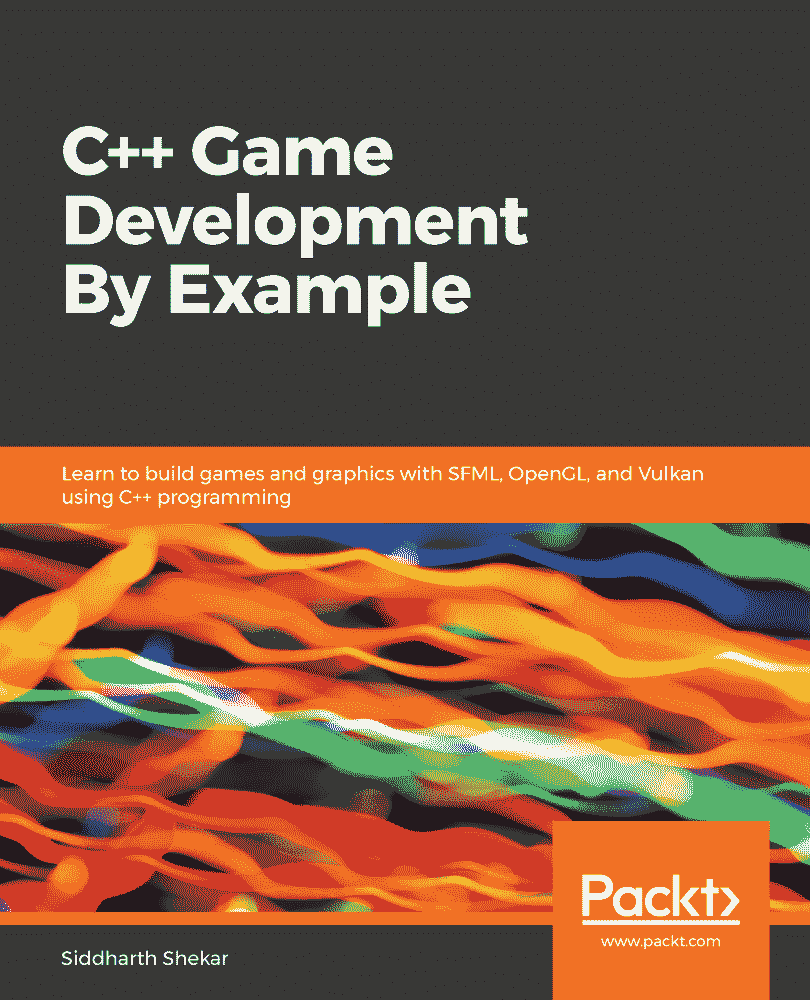 C++ Game
Development
By Example
Learn to build games and graphics with SFML, OpenGL, and Vulkan
using C++ programming
Packt>
www.packt.com
Siddharth Shekar